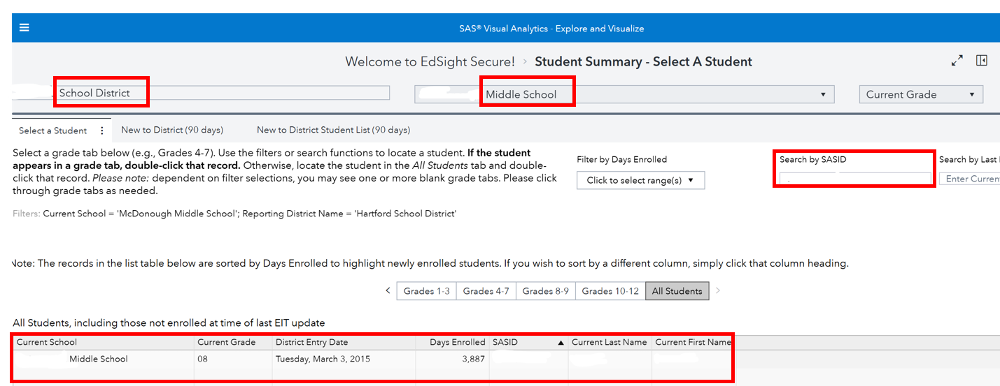 SAS® Visual Analytics - Explore and Visualize
Welcome to EdSight Secure! > Student Summary - Select A Student
School District
Middle School
Current Grade
Select a Student
New to District (90 days)
New to District Student List (90 days)
Select a grade tab below (e.g., Grades 4-7). Use the filters or search functions to locate a student. If the student
appears in a grade tab, double-click that record. Otherwise, locate the student in the All Students tab and double-
click that record. Please note: dependent on filter selections, you may see one or more blank grade tabs. Please click
through grade tabs as needed.
Filter by Days Enrolled
Click to select range(s)
Search by SASID
Search by Last
Enter Curren
Filters: Current School = 'McDonough Middle School'; Reporting District Name = 'Hartford School District'
Note: The records in the list table below are sorted by Days Enrolled to highlight newly enrolled students. If you wish to sort by a different column, simply click that column heading.
Grades 1-3 Grades 4-7 Grades 8-9 Grades 10-12 All Students
All Students, including those not enrolled at time of last EIT update
Current School Current Grade District Entry Date Days Enrolled SASID Current Last Name Current First Name
Middle School 08 Tuesday, March 3, 2015 3,887